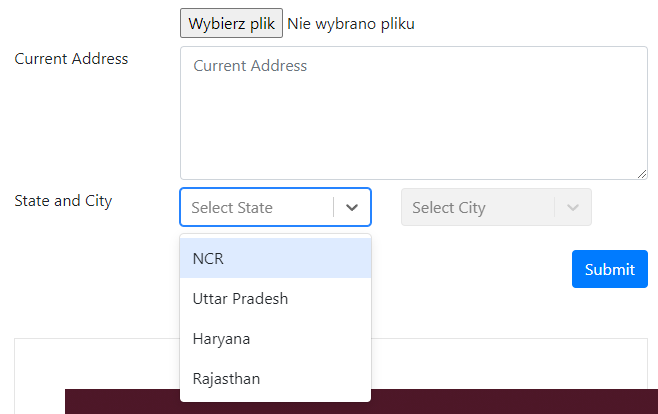 Wybierz plik Nie wybrano pliku
Current Address
Current Address
State and City
Select State
Select City
NCR
Uttar Pradesh
Haryana
Rajasthan
Submit